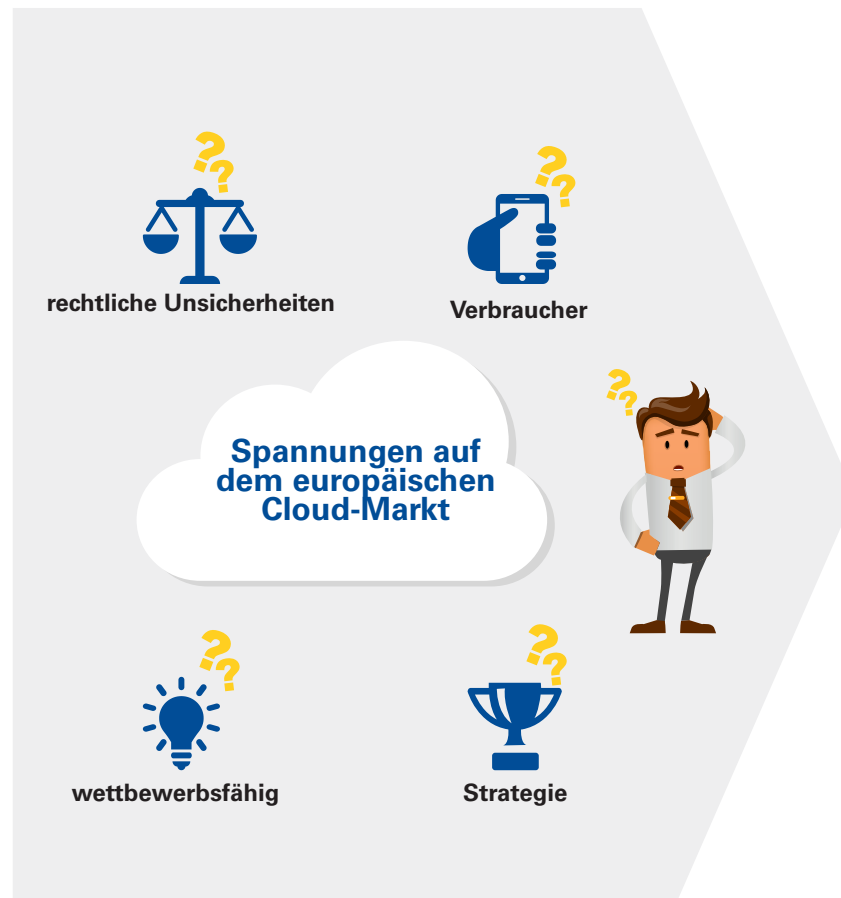 ??
??
rechtliche Unsicherheiten
Verbraucher
??
Spannungen auf
dem europäischen
Cloud-Markt
??
??
wettbewerbsfähig
Strategie